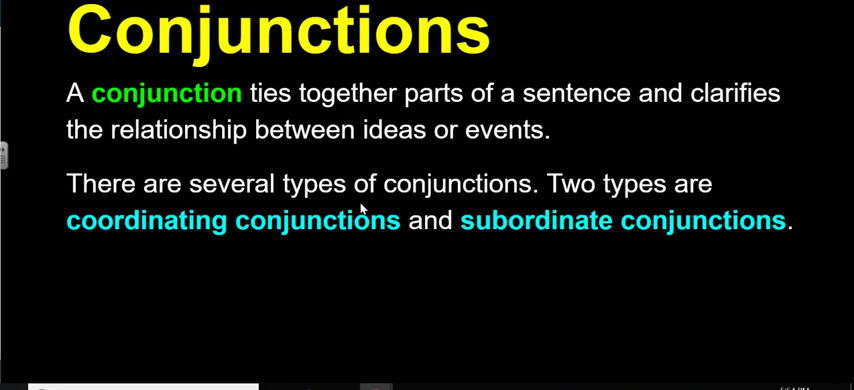 Conjunctions
A conjunction ties together parts of a sentence and clarifies
the relationship between ideas or events.
There are several types of conjunctions. Two types are
coordinating conjunctions and subordinate conjunctions.